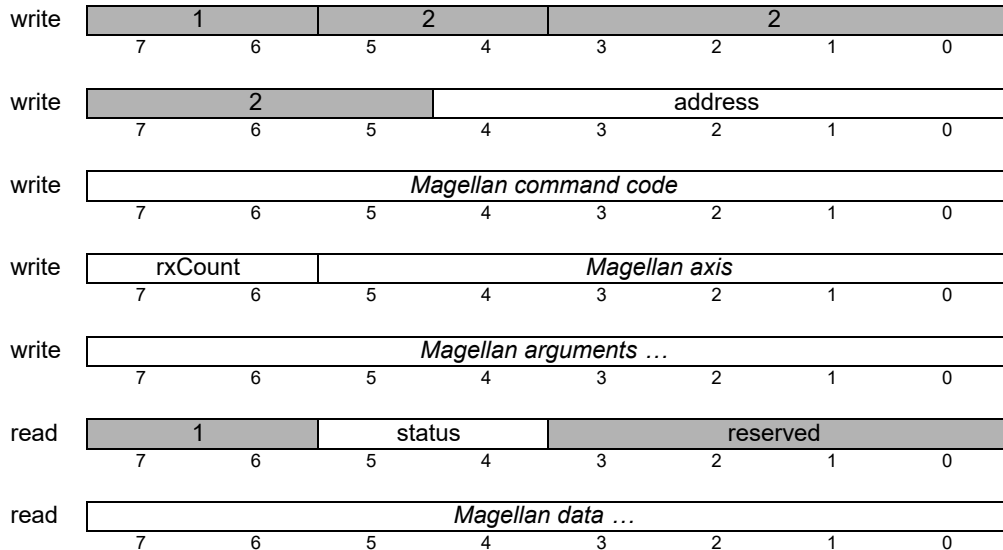 write 1 2 2
7 6 5 4 3 2 1 0
write 2 address
7 6 5 4 3 2 1 0
write Magellan command code
7 6 5 4 3 2 1 0
write rxCount Magellan axis
7 6 5 4 3 2 1 0
write Magellan arguments …
7 6 5 4 3 2 1 0
read 1 status reserved
7 6 5 4 3 2 1 0
read Magellan data …
7 6 5 4 3 2 1 0